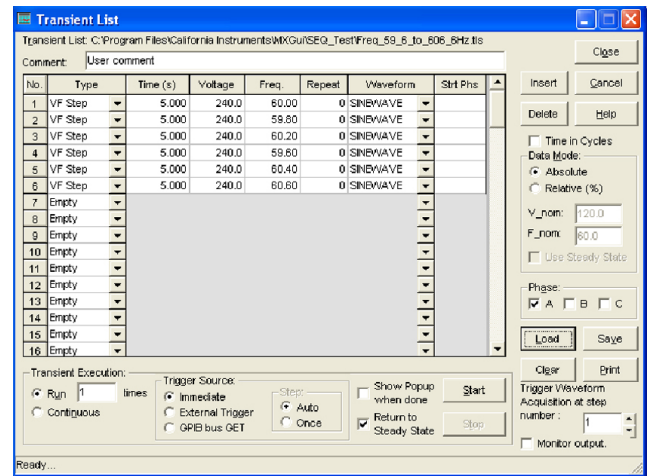 Transient List
Transient List: C:\Program Files\California Instruments\MXGui\SEQ_Test\Freq_59_6_to_606_6Hz.tls
Close
Comment: User comment
No. Type Time (s) Voltage Freq. Repeat Waveform Strt Phs
Insert Cancel
1 VF Step 5.000 240.0 60.00 0 SINEWAVE
2 VF Step 5.000 240.0 59.80 0 SINEWAVE
3 VF Step 5.000 240.0 60.20 0 SINEWAVE
4 VF Step 5.000 240.0 59.60 0 SINEWAVE
5 VF Step 5.000 240.0 60.40 0 SINEWAVE
6 VF Step 5.000 240.0 60.60 0 SINEWAVE
7 Empty
8 Empty
9 Empty
10 Empty
11 Empty
12 Empty
13 Empty
14 Empty
15 Empty
16 Empty
Delete Help
Time in Cycles
Data Mode:
Absolute
Relative (%)
V_nom: 120.0
F_nom: 60.0
Use Steady State
Phase:
A B C
Load Save
Clear Print
Transient Execution:
Run 1 times
Continuous
Trigger Source:
Immediate
External Trigger
GPIB bus GET
Step:
Auto
Once
Show Popup
when done
Return to
Steady State
Start
Stop
Trigger Waveform
Acquisition at step
number : 1
Monitor output.
Ready...